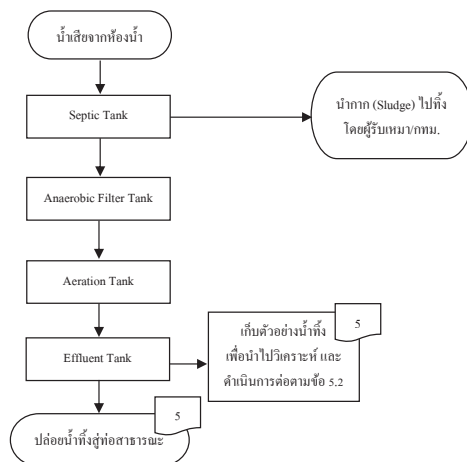 น้ำเสียจากห้องน้ำ
Septic Tank
นำกาก (Sludge) ไปทิ้ง
โดยผู้รับเหมา/กทม.
Anaerobic Filter Tank
Aeration Tank
Effluent Tank
5
เก็บตัวอย่างน้ำทิ้ง
เพื่อนำไปวิเคราะห์ และ
ดำเนินการต่อตามข้อ 5.2
5
ปล่อยน้ำทิ้งสู่ท่อสาธารณะ